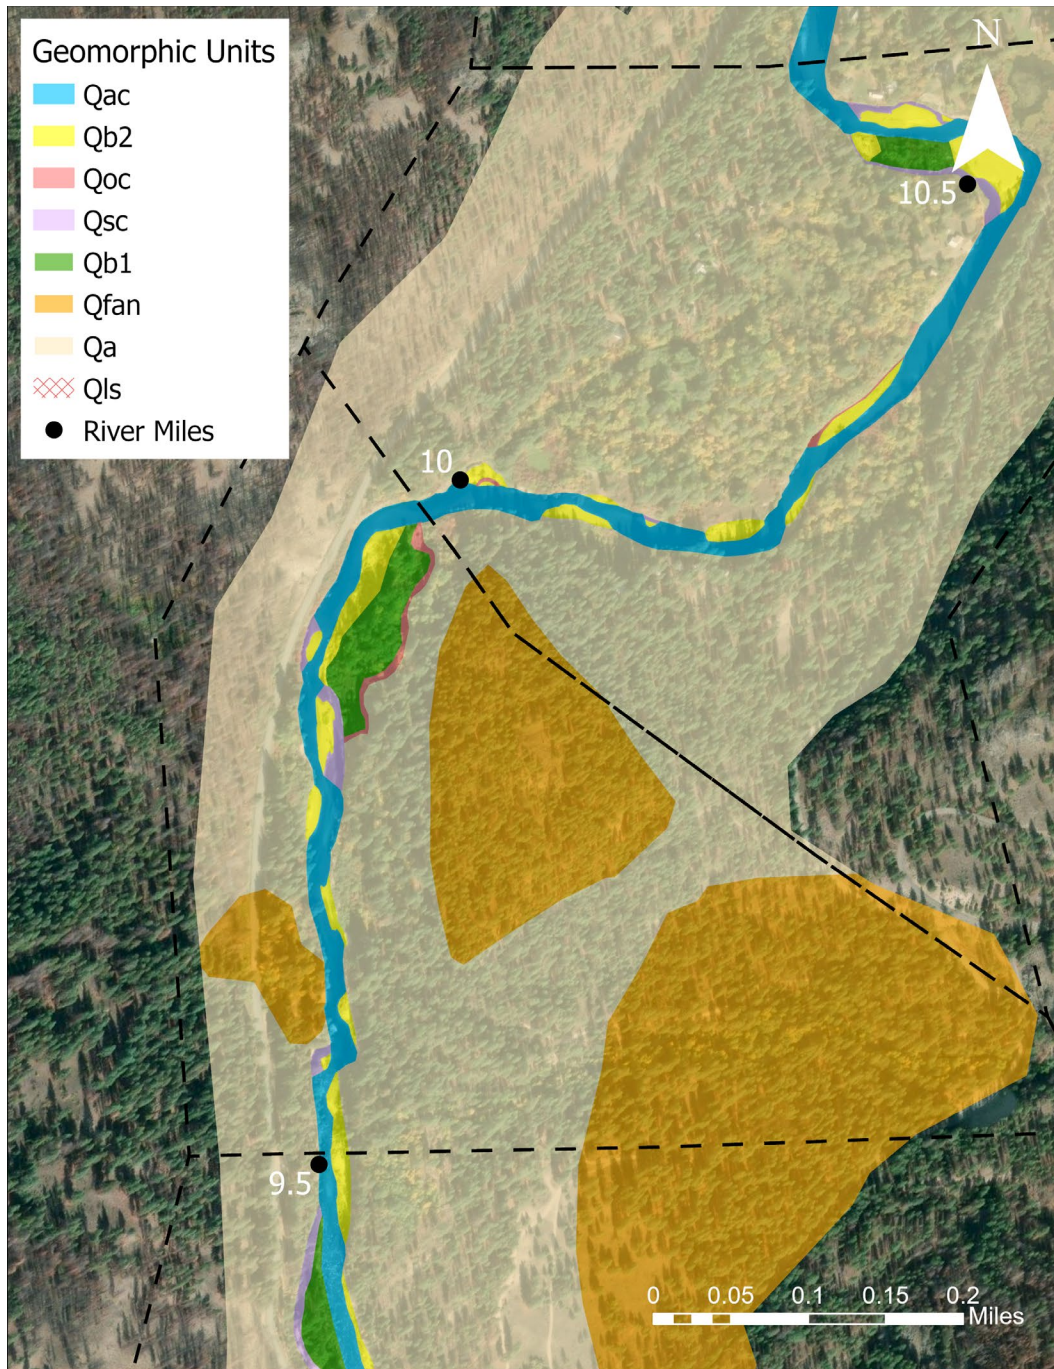 Geomorphic Units
Qac
Qb2
Qoc
Qsc
Qb1
Qfan
Qa
Qls
River Miles
N
10.5
10
9.5
0 0.05 0.1 0.15 0.2
Miles